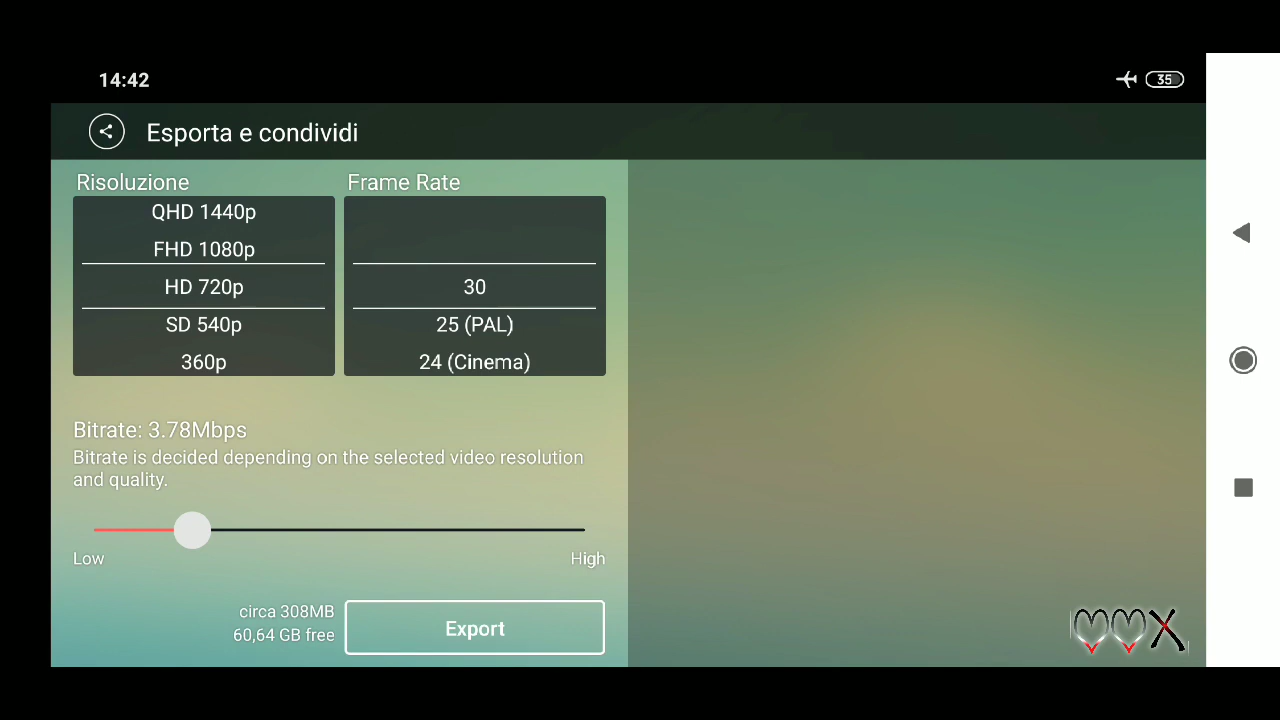 14:42
35
Esporta e condividi
Risoluzione
Frame Rate
QHD 1440p
FHD 1080p
HD 720p
SD 540p
360p
30
25 (PAL)
24 (Cinema)
Bitrate: 3.78Mbps
Bitrate is decided depending on the selected video resolution
and quality.
Low
High
circa 308MB
60,64 GB free
Export